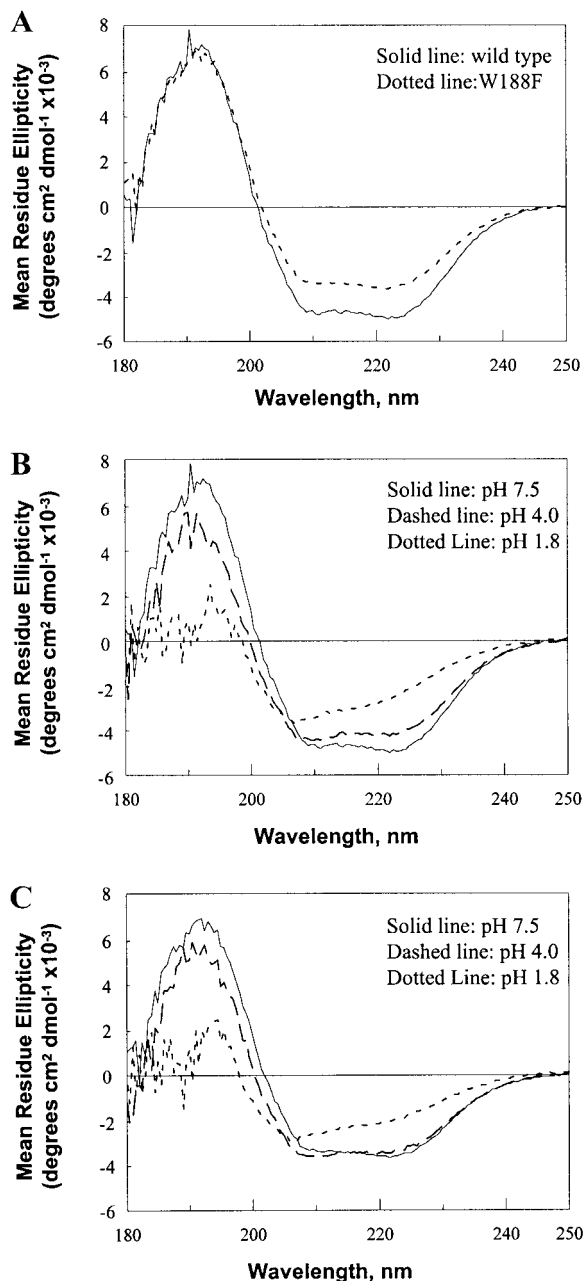 A
Solid line: wild type
Dotted line:W188F
Mean Residue Ellipticity
(degrees cm² dmol⁻¹ x10⁻³)
8
6
4
2
0
-2
-4
-6
180
190
200
210
220
230
240
250
Wavelength, nm
B
Solid line: pH 7.5
Dashed line: pH 4.0
Dotted Line: pH 1.8
Mean Residue Ellipticity
(degrees cm² dmol⁻¹ x10⁻³)
8
6
4
2
0
-2
-4
-6
180
200
220
240
250
Wavelength, nm
C
Solid line: pH 7.5
Dashed line: pH 4.0
Dotted Line: pH 1.8
Mean Residue Ellipticity
(degrees cm² dmol⁻¹ x10⁻³)
8
6
4
2
0
-2
-4
-6
180
200
220
240
250
Wavelength, nm